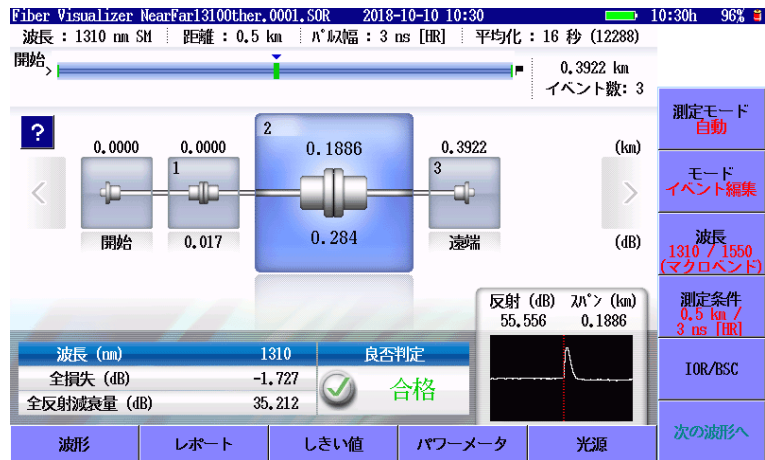 Fiber Visualizer NearFar13100ther.0001.SOR 2018-10-10 10:30 10:30h 96%
波長 : 1310 nm SM 距離 : 0.5 km パルス幅 : 3 ns [HR] 平均化 : 16 秒 (12288)
開始
0.3922 km
イベント数: 3
測定モード
自動
?
0.0000 0.0000 2 0.1886 0.3922 (km)
1 3
モード
イベント編集
開始 0.017 0.284 遠端 (dB)
波長
1310 / 1550
(マクロベンド)
測定条件
0.5 km /
3 ns [HR]
反射 (dB) スパン (km)
55.556 0.1886
波長 (nm) 1310 良否判定
全損失 (dB) -1.727 合格
全反射減衰量 (dB) 35.212
IOR/BSC
次の波形へ
波形 レポート しきい値 パワーメータ 光源